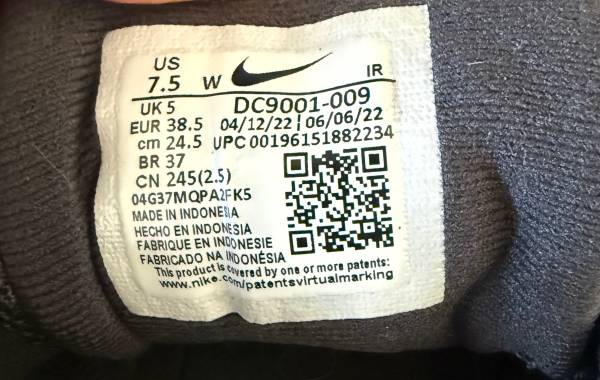 US
7.5 W IR
UK 5 DC9001-009
EUR 38.5 04/12/22 | 06/06/22
cm 24.5 UPC 00196151882234
BR 37
CN 245(2.5)
04G37MQPA2FK5
MADE IN INDONESIA
HECHO EN INDONESIA
FABRIQUE EN INDONESIE
FABRICADO NA INDONÉSIA
This product is covered by one or more patents:
www.nike.com/patentsvirtualmarking